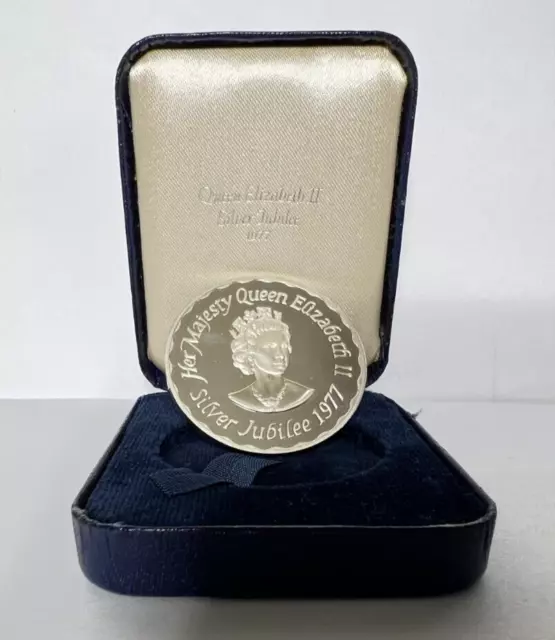 Queen Elizabeth II
Silver Jubilee
1977
Her Majesty Queen Elizabeth II
Silver Jubilee 1977